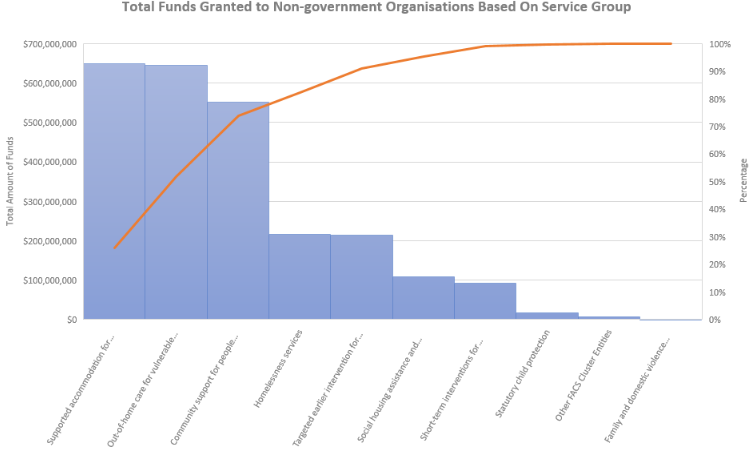 Total Funds Granted to Non-government Organisations Based On Service Group
$700,000,000
$600,000,000
$500,000,000
$400,000,000
$300,000,000
$200,000,000
$100,000,000
$0
Total Amount of Funds
100%
90%
80%
70%
60%
50%
40%
30%
20%
10%
0%
Percentage
Supported accommodation for...
Out-of-home care for vulnerable...
Community support for people...
Homelessness services
Targeted earlier intervention for...
Social housing assistance and...
Short-term interventions for...
Statutory child protection
Other FACS Cluster Entities
Family and domestic violence...